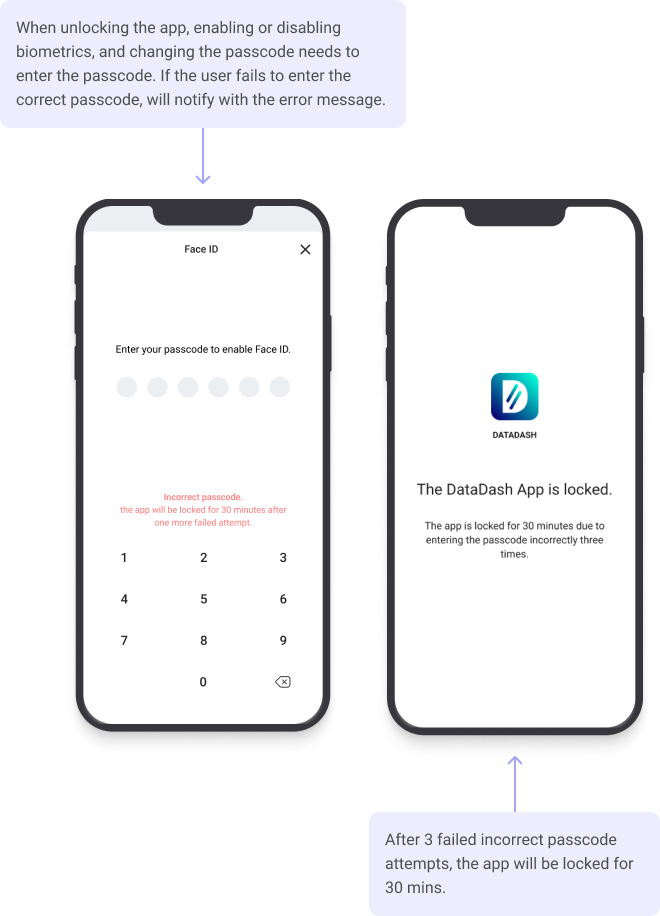 When unlocking the app, enabling or disabling
biometrics, and changing the passcode needs to
enter the passcode. If the user fails to enter the
correct passcode, will notify with the error message.
Face ID
Enter your passcode to enable Face ID.
Incorrect passcode.
the app will be locked for 30 minutes after
one more failed attempt.
1 2 3
4 5 6
7 8 9
0
DATADASH
The DataDash App is locked.
The app is locked for 30 minutes due to
entering the passcode incorrectly three
times.
After 3 failed incorrect passcode
attempts, the app will be locked for
30 mins.